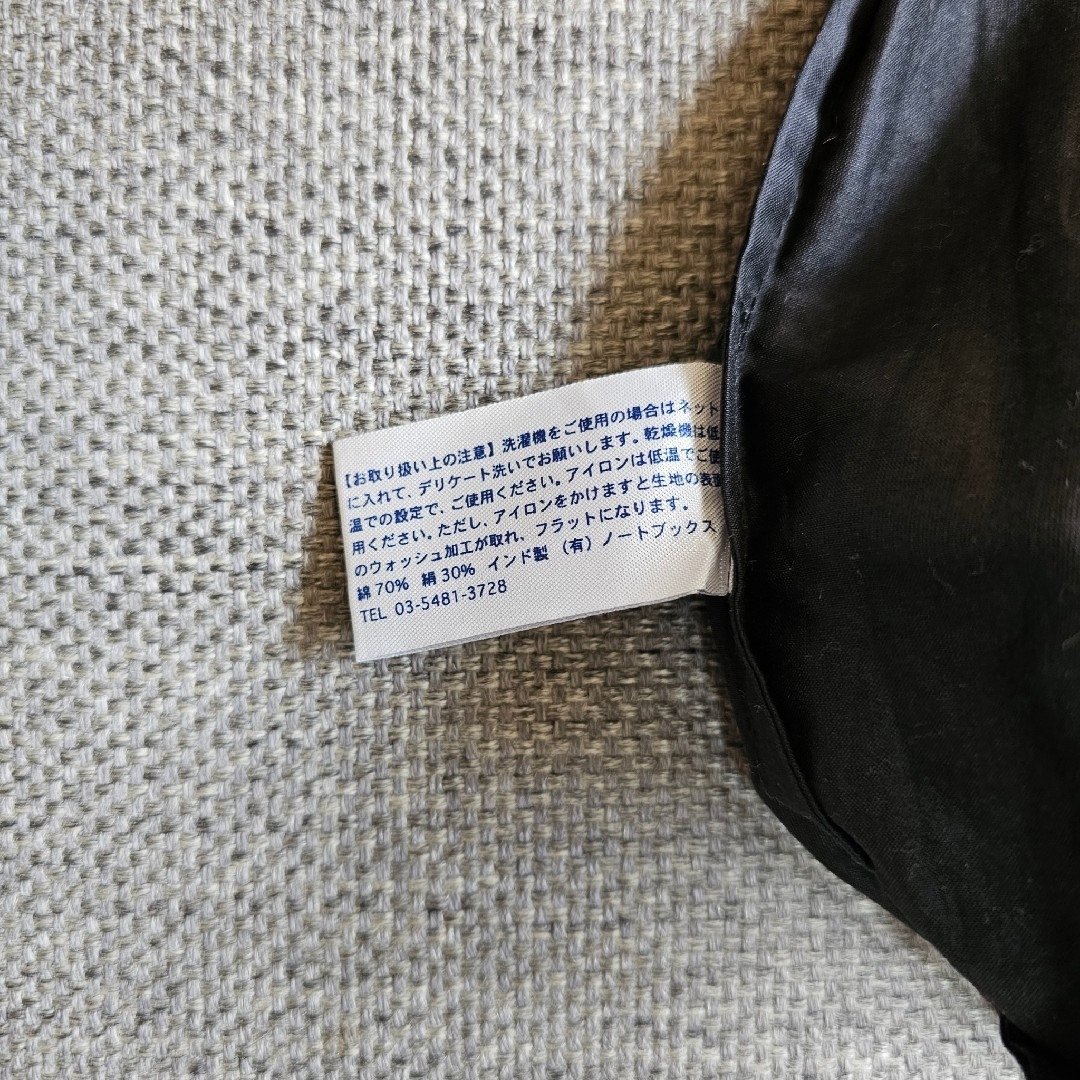 【お取り扱い上の注意】洗濯機をご使用の場合はネット
に入れて、デリケート洗いでお願いします。乾燥機は低
温での設定で、ご使用ください。アイロンは低温でご使
用ください。ただし、アイロンをかけますと生地の表面
のウォッシュ加工が取れ、フラットになります。
綿70% 絹30% インド製 (有)ノートブックス
TEL 03-5481-3728